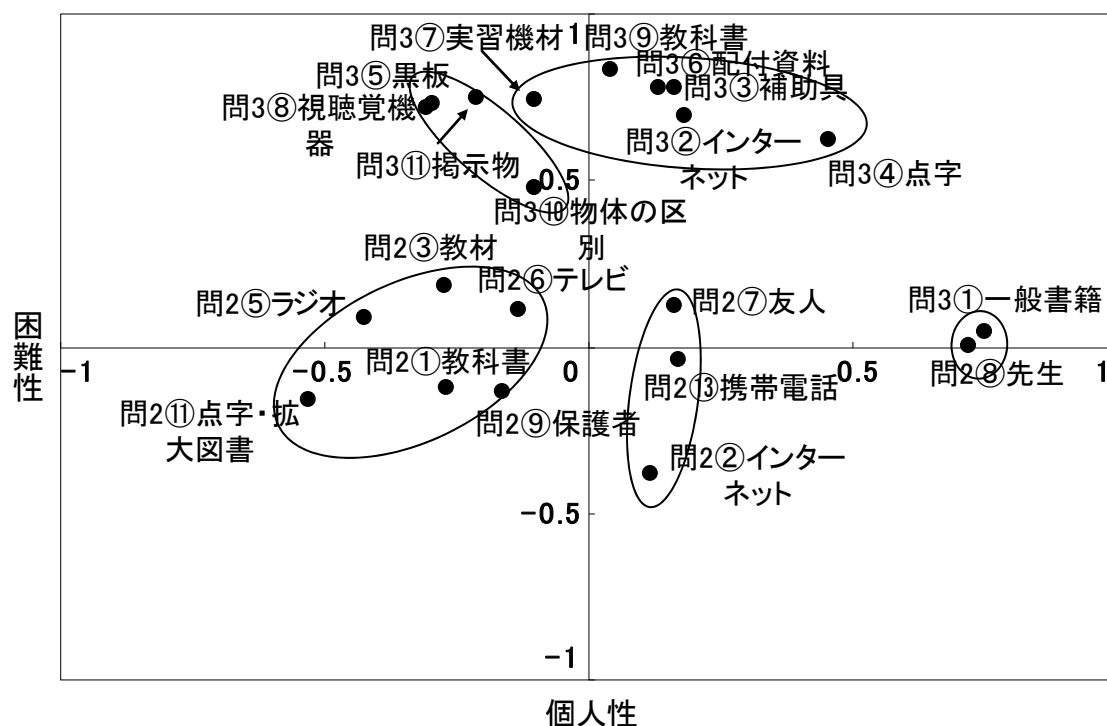 1
問3⑦実習機材
問3⑨教科書
問3⑥配付資料
問3⑤黒板
問3③補助具
問3⑧視聴覚機
器
問3②インター
ネット
問3⑪掲示物
問3④点字
0.5
問3⑩物体の区
別
問2③教材
問2⑥テレビ
問2⑤ラジオ
問2⑦友人
問3①一般書籍
困難性
-1
-0.5
0
0.5
1
問2①教科書
問2⑬携帯電話
問2⑧先生
問2⑪点字・拡
大図書
問2⑨保護者
問2②インター
ネット
-0.5
-1
個人性